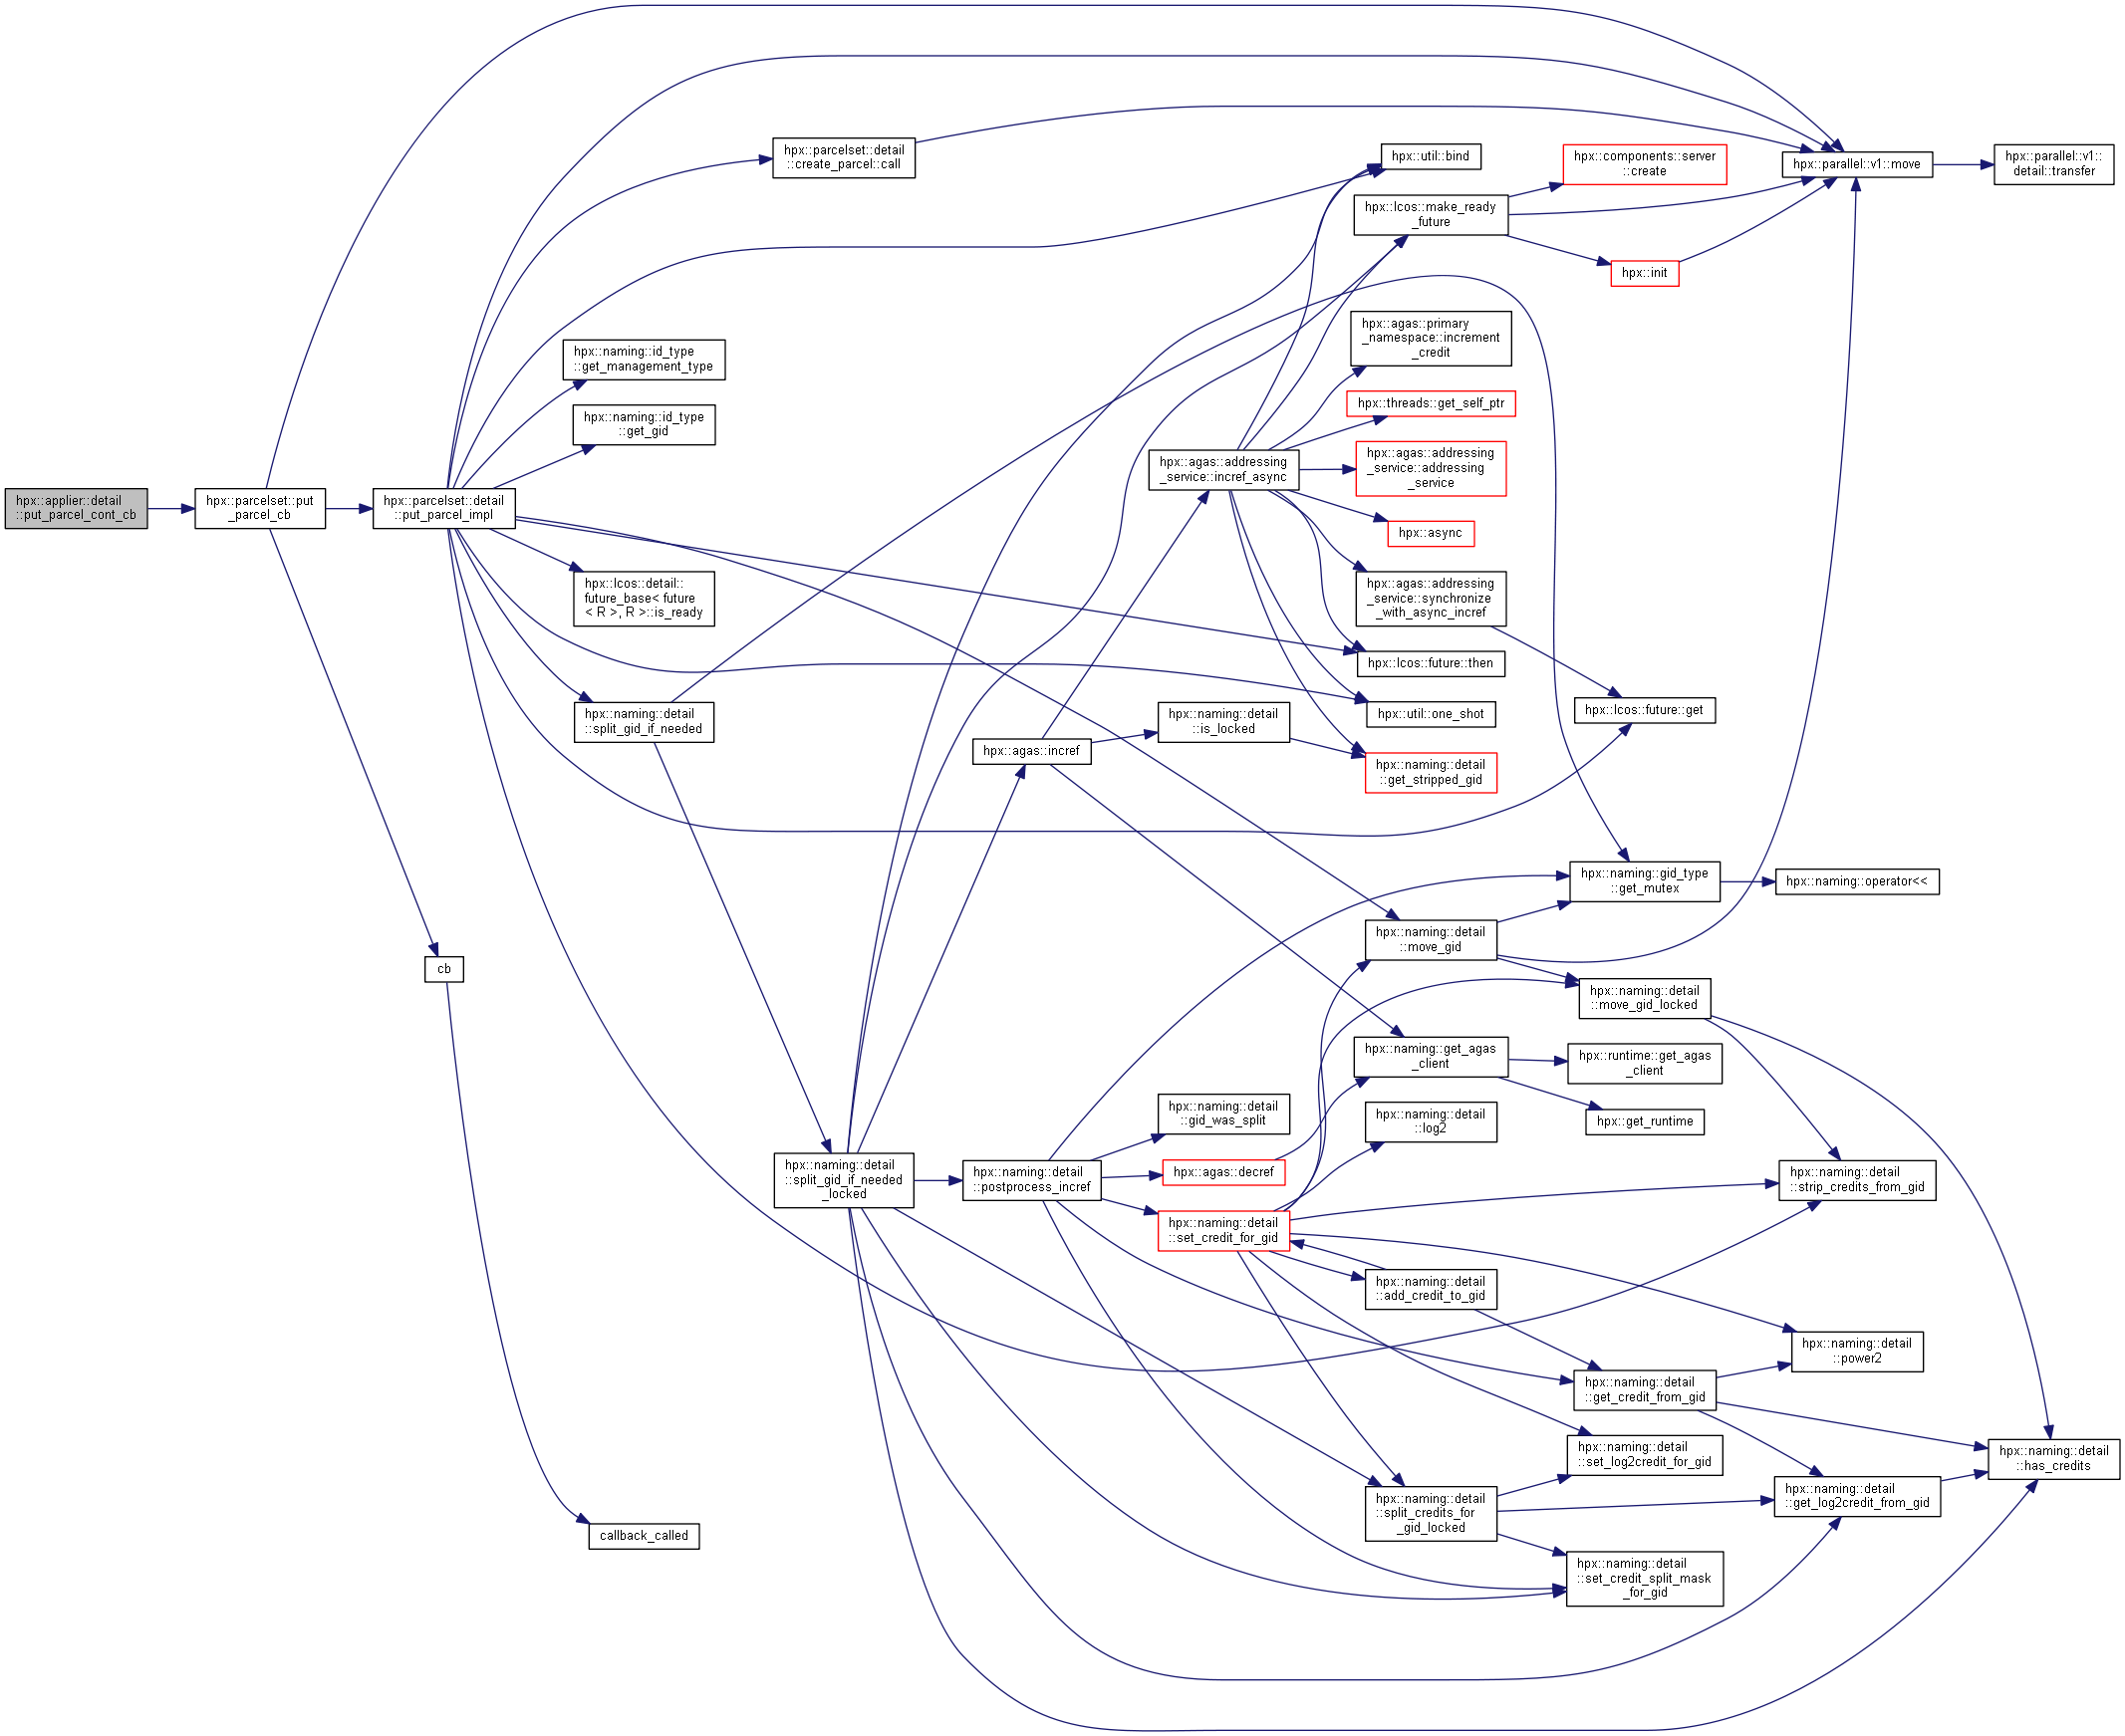 hpx::applier::detail
::put_parcel_cont_cb
hpx::parcelset::put
_parcel_cb
hpx::parcelset::detail
::put_parcel_impl
cb
callback_called
hpx::parcelset::detail
::create_parcel::call
hpx::naming::id_type
::get_management_type
hpx::naming::id_type
::get_gid
hpx::lcos::detail::
future_base< future
< R >, R >::is_ready
hpx::naming::detail
::split_gid_if_needed
hpx::naming::detail
::split_gid_if_needed
_locked
hpx::agas::incref
hpx::naming::detail
::postprocess_incref
hpx::agas::addressing
_service::incref_async
hpx::naming::detail
::is_locked
hpx::naming::detail
::gid_was_split
hpx::agas::decref
hpx::naming::detail
::set_credit_for_gid
hpx::util::bind
hpx::lcos::make_ready
_future
hpx::agas::primary
_namespace::increment
_credit
hpx::threads::get_self_ptr
hpx::agas::addressing
_service::addressing
_service
hpx::async
hpx::agas::addressing
_service::synchronize
_with_async_incref
hpx::lcos::future::then
hpx::util::one_shot
hpx::naming::detail
::get_stripped_gid
hpx::naming::detail
::move_gid
hpx::naming::get_agas
_client
hpx::naming::detail
::log2
hpx::naming::detail
::add_credit_to_gid
hpx::naming::detail
::split_credits_for
_gid_locked
hpx::components::server
::create
hpx::init
hpx::lcos::future::get
hpx::naming::gid_type
::get_mutex
hpx::naming::detail
::move_gid_locked
hpx::runtime::get_agas
_client
hpx::get_runtime
hpx::naming::detail
::get_credit_from_gid
hpx::naming::detail
::set_log2credit_for_gid
hpx::naming::detail
::set_credit_split_mask
_for_gid
hpx::parallel::v1::move
hpx::naming::operator<<
hpx::naming::detail
::strip_credits_from_gid
hpx::naming::detail
::power2
hpx::naming::detail
::get_log2credit_from_gid
hpx::parallel::v1::
detail::transfer
hpx::naming::detail
::has_credits